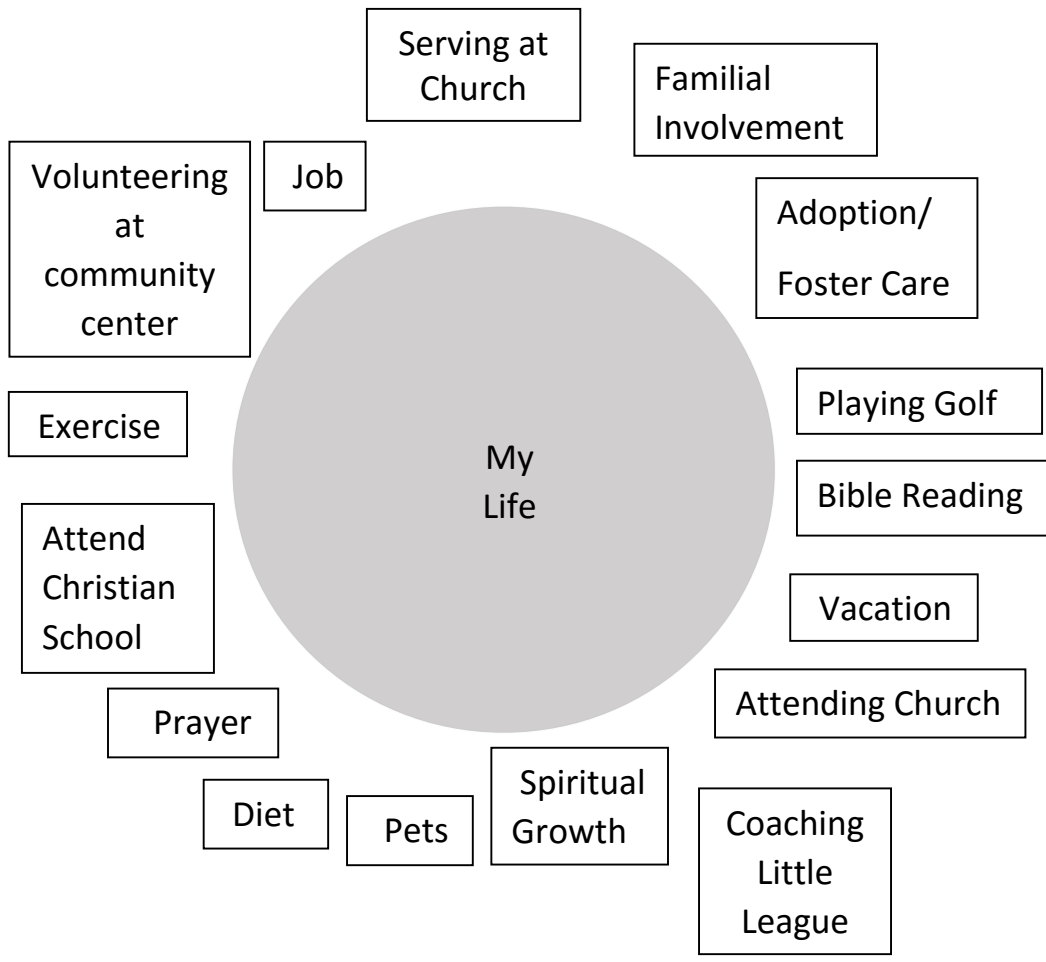 Serving at
Church
Familial
Involvement
Volunteering
at
community
center
Job
Adoption/
Foster Care
Exercise
Playing Golf
My
Life
Bible Reading
Attend
Christian
School
Vacation
Attending Church
Prayer
Diet
Pets
Spiritual
Growth
Coaching
Little
League